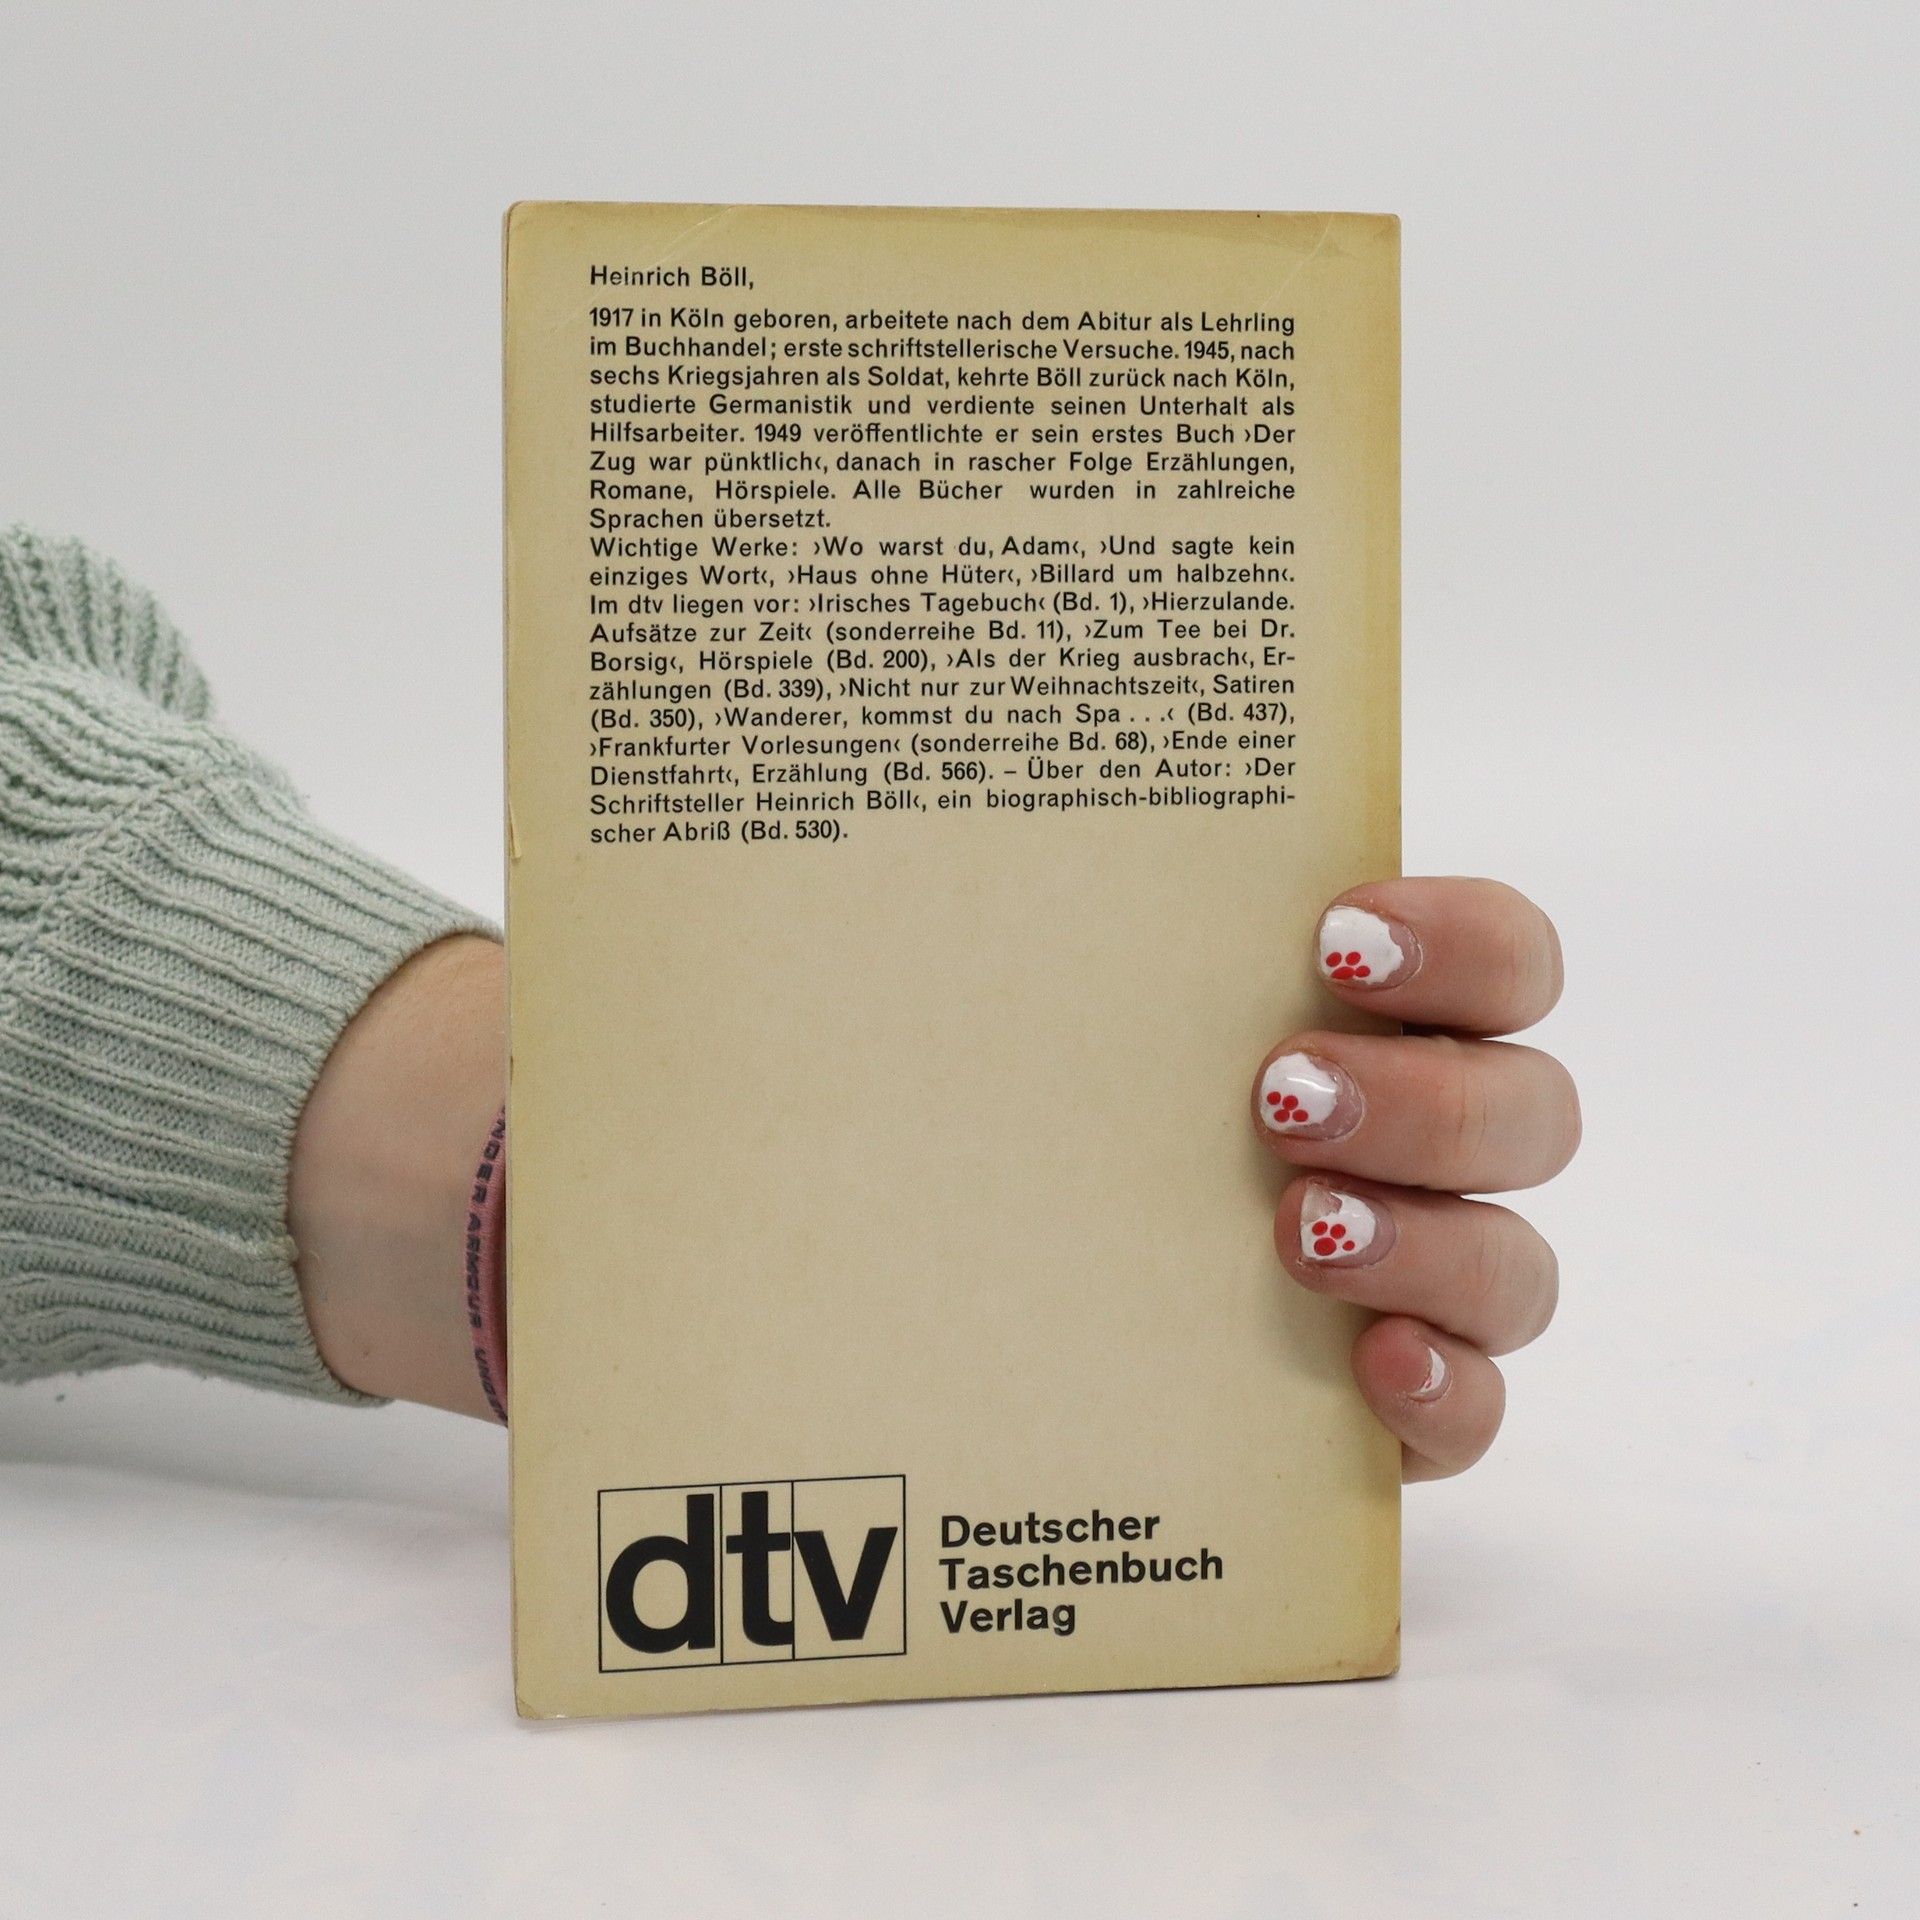 Heinrich Böll,
1917 in Köln geboren, arbeitete nach dem Abitur als Lehrling
im Buchhandel; erste schriftstellerische Versuche. 1945, nach
sechs Kriegsjahren als Soldat, kehrte Böll zurück nach Köln,
studierte Germanistik und verdiente seinen Unterhalt als
Hilfsarbeiter. 1949 veröffentlichte er sein erstes Buch ›Der
Zug war pünktlich‹, danach in rascher Folge Erzählungen,
Romane, Hörspiele. Alle Bücher wurden in zahlreiche
Sprachen übersetzt.
Wichtige Werke: ›Wo warst du, Adam‹, ›Und sagte kein
einziges Wort‹, ›Haus ohne Hüter‹, ›Billard um halbzehn‹.
Im dtv liegen vor: ›Irisches Tagebuch‹ (Bd. 1), ›Hierzulande.
Aufsätze zur Zeit‹ (sonderreihe Bd. 11), ›Zum Tee bei Dr.
Borsig‹, Hörspiele (Bd. 200), ›Als der Krieg ausbrach‹, Er-
zählungen (Bd. 339), ›Nicht nur zur Weihnachtszeit‹, Satiren
(Bd. 350), ›Wanderer, kommst du nach Spa . . .‹ (Bd. 437),
›Frankfurter Vorlesungen‹ (sonderreihe Bd. 68), ›Ende einer
Dienstfahrt‹, Erzählung (Bd. 566). – Über den Autor: ›Der
Schriftsteller Heinrich Böll‹, ein biographisch-bibliographi-
scher Abriß (Bd. 530).
UNDER ARMOUR
dtv
Deutscher
Taschenbuch
Verlag